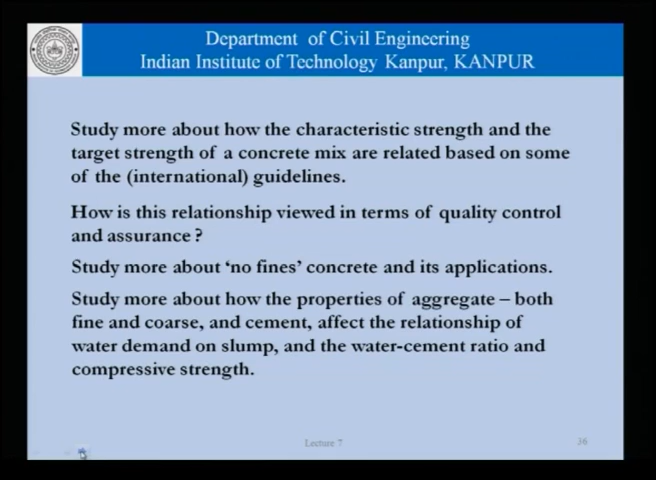 Department of Civil Engineering
Indian Institute of Technology Kanpur, KANPUR
Study more about how the characteristic strength and the
target strength of a concrete mix are related based on some
of the (international) guidelines.
How is this relationship viewed in terms of quality control
and assurance ?
Study more about ‘no fines’ concrete and its applications.
Study more about how the properties of aggregate – both
fine and coarse, and cement, affect the relationship of
water demand on slump, and the water-cement ratio and
compressive strength.
Lecture 7
36